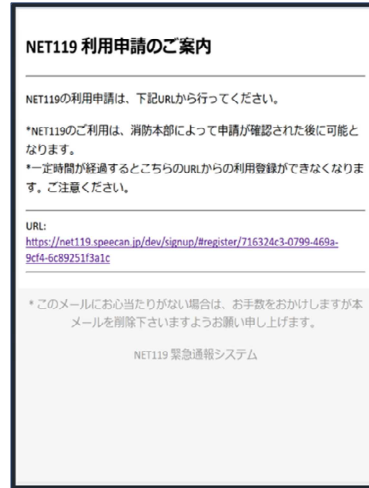 NET119 利用申請のご案内
NET119の利用申請は、下記URLから行ってください。
*NET119のご利用は、消防本部によって申請が確認された後に可能と
なります。
*一定時間が経過するとこちらのURLからの利用登録ができなくなりま
す。ご注意ください。
URL:
https://net119.speecan.jp/dev/signup/#register/716324c3-0799-469a-
9cf4-6c89251f3a1c
* このメールにお心当たりがない場合は、お手数をおかけしますが本
メールを削除下さいますようお願い申し上げます。
NET119 緊急通報システム